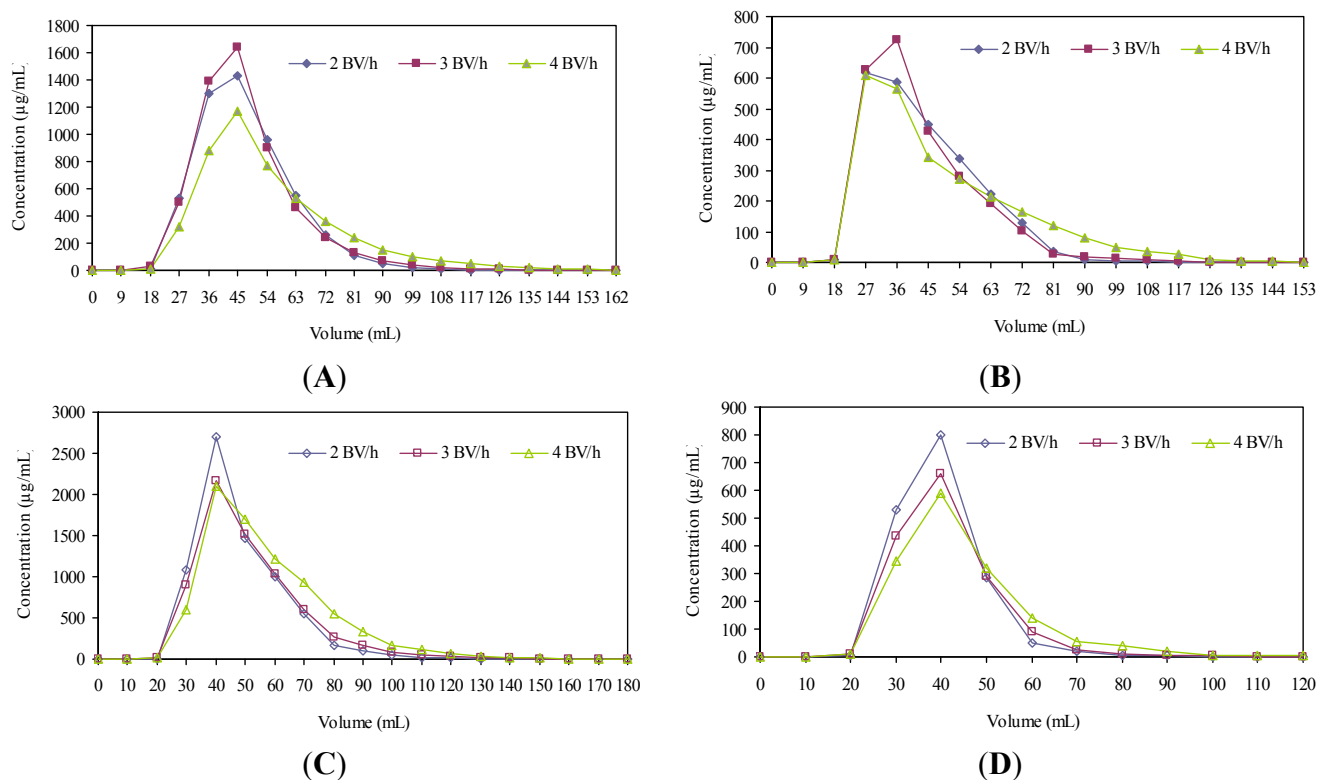 1800
1600
1400
1200
1000
800
600
400
200
0
Concentration (µg/mL)
2 BV/h 3 BV/h 4 BV/h
0 9 18 27 36 45 54 63 72 81 90 99 108 117 126 135 144 153 162
Volume (mL)
(A)
800
700
600
500
400
300
200
100
0
Concentration (µg/mL)
2 BV/h 3 BV/h 4 BV/h
0 9 18 27 36 45 54 63 72 81 90 99 108 117 126 135 144 153
Volume (mL)
(B)
3000
2500
2000
1500
1000
500
0
Concentration (µg/mL)
2 BV/h 3 BV/h 4 BV/h
0 10 20 30 40 50 60 70 80 90 100 110 120 130 140 150 160 170 180
Volume (mL)
(C)
900
800
700
600
500
400
300
200
100
0
Concentration (µg/mL)
2 BV/h 3 BV/h 4 BV/h
0 10 20 30 40 50 60 70 80 90 100 110 120
Volume (mL)
(D)